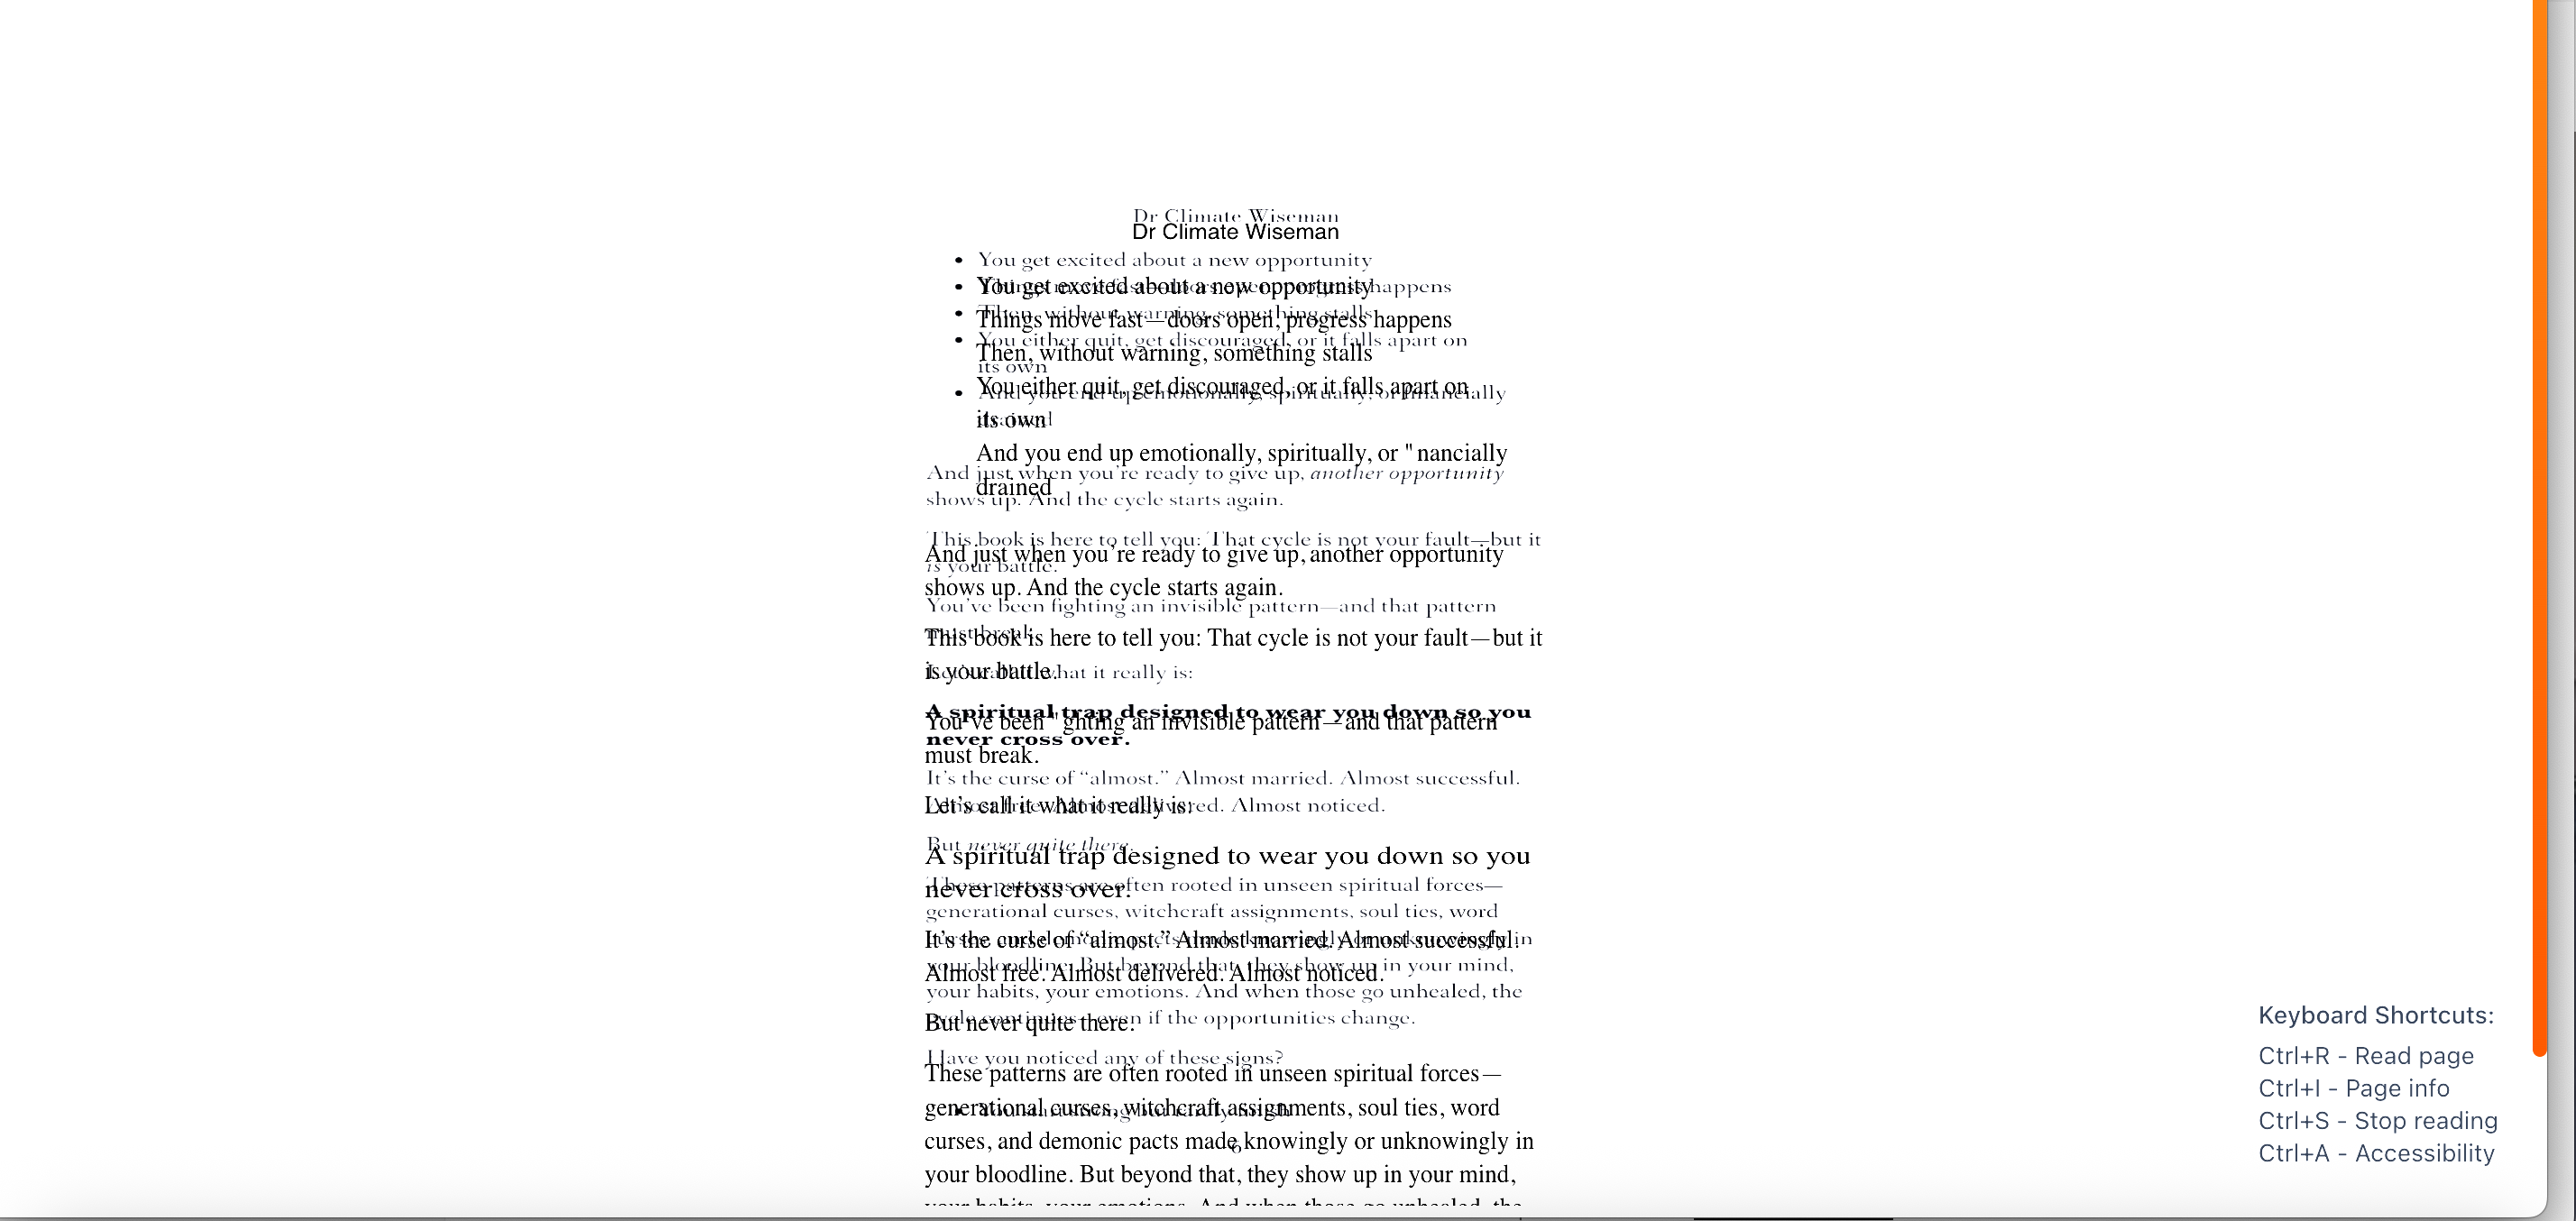 Dr Climate Wiseman
Dr Climate Wiseman
• You get excited about a new opportunity
You get excited about a new opportunity
• Things move fast—doors open, progress happens
• Then, without warning, something stalls
Things move fast—doors open, progress happens
• You either quit, get discouraged, or it falls apart on
Then, without warning, something stalls
its own
You either quit, get discouraged, or it falls apart on
• And you end up emotionally, spiritually, or financially
its own
drained
And you end up emotionally, spiritually, or " nancially
And just when you're ready to give up, another opportunity
drained
shows up. And the cycle starts again.
This book is here to tell you: That cycle is not your fault—but it
And just when you're ready to give up, another opportunity
is your battle.
shows up. And the cycle starts again.
You've been fighting an invisible pattern—and that pattern
must break.
This book is here to tell you: That cycle is not your fault—but it
is your battle.
Let's call it what it really is:
A spiritual trap designed to wear you down so you
You've been " ghting an invisible pattern—and that pattern
never cross over.
must break.
It's the curse of “almost.” Almost married. Almost successful.
Let's call it what it really is:
Almost free. Almost delivered. Almost noticed.
But never quite there.
A spiritual trap designed to wear you down so you
These patterns are often rooted in unseen spiritual forces—
never cross over.
generational curses, witchcraft assignments, soul ties, word
It's the curse of “almost.” Almost married. Almost successful.
curses, and demonic pacts made knowingly or unknowingly in
your bloodline. But beyond that, they show up in your mind,
Almost free. Almost delivered. Almost noticed.
your habits, your emotions. And when those go unhealed, the
cycle continues—even if the opportunities change.
But never quite there.
Have you noticed any of these signs?
These patterns are often rooted in unseen spiritual forces—
generational curses, witchcraft assignments, soul ties, word
• You start strong but rarely finish
curses, and demonic pacts made knowingly or unknowingly in
6
your bloodline. But beyond that, they show up in your mind,
your habits, your emotions. And when those go unhealed, the
Keyboard Shortcuts:
Ctrl+R - Read page
Ctrl+I - Page info
Ctrl+S - Stop reading
Ctrl+A - Accessibility